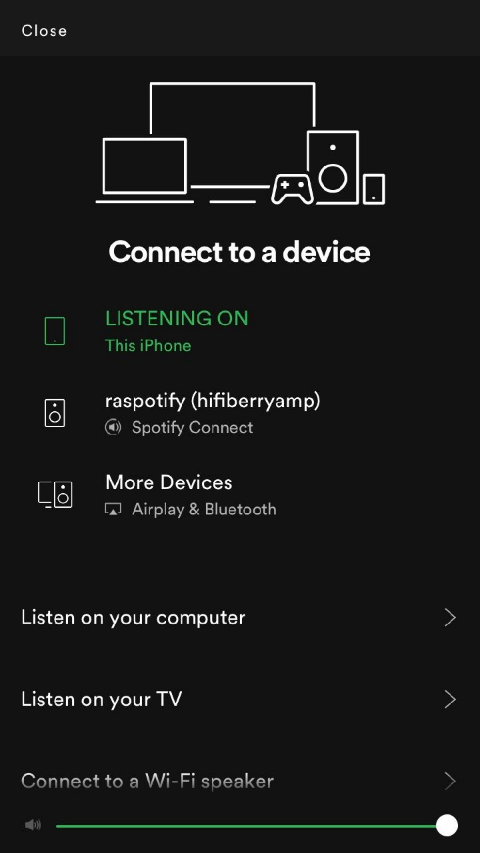 Close
Connect to a device
LISTENING ON
This iPhone
raspotify (hifiberryamp)
Spotify Connect
More Devices
Airplay & Bluetooth
Listen on your computer
Listen on your TV
Connect to a Wi-Fi speaker